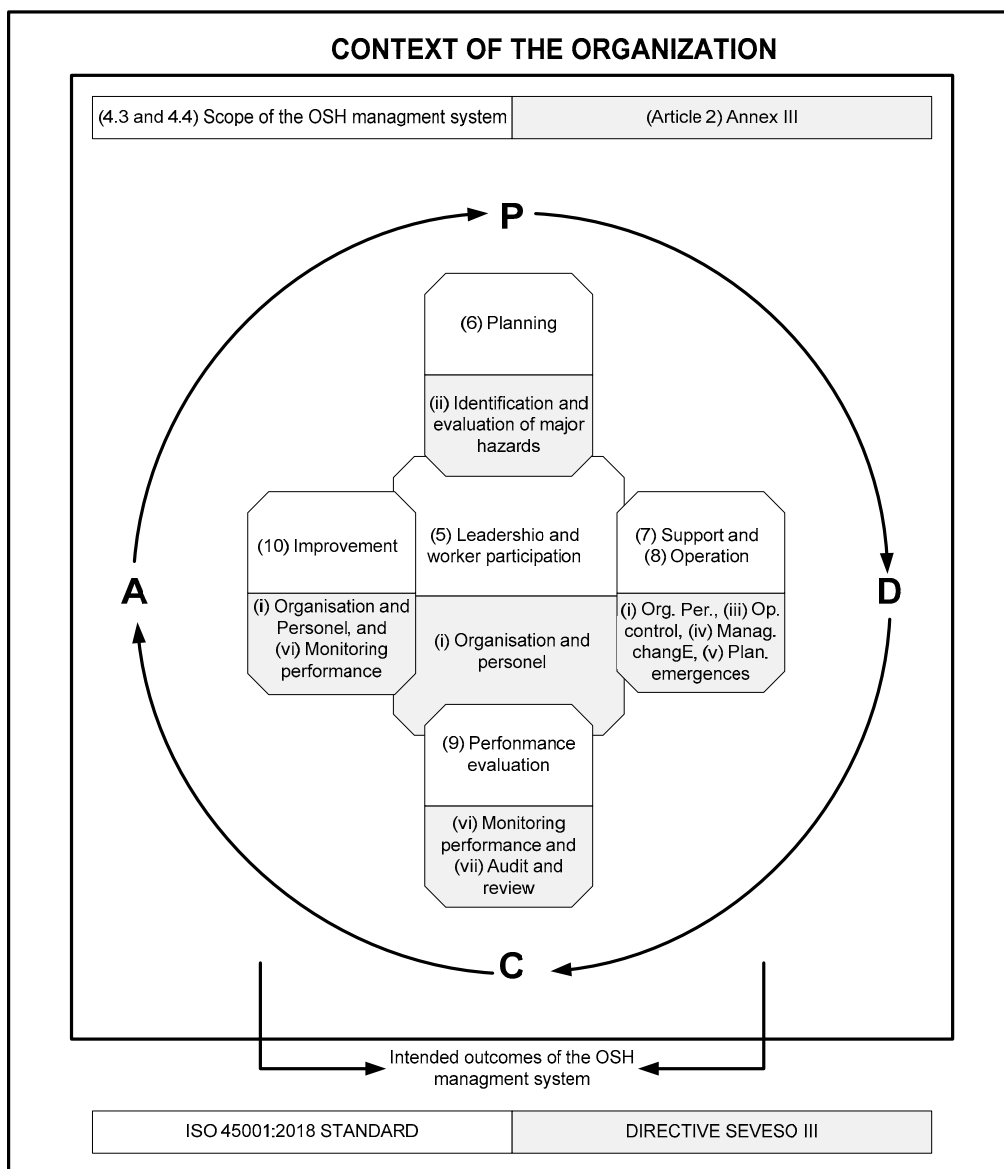 CONTEXT OF THE ORGANIZATION
(4.3 and 4.4) Scope of the OSH managment system
(Article 2) Annex III
P
(6) Planning
(ii) Identification and
evaluation of major
hazards
(10) Improvement
(i) Organisation and
Personel, and
(vi) Monitoring
performance
(5) Leadershio and
worker participation
(i) Organisation and
personel
(7) Support and
(8) Operation
(i) Org. Per., (iii) Op.
control, (iv) Manag.
changE, (v) Plan.
emergences
A
D
(9) Perfonmance
evaluation
(vi) Monitoring
performance and
(vii) Audit and
review
C
Intended outcomes of the OSH
managment system
ISO 45001:2018 STANDARD
DIRECTIVE SEVESO III